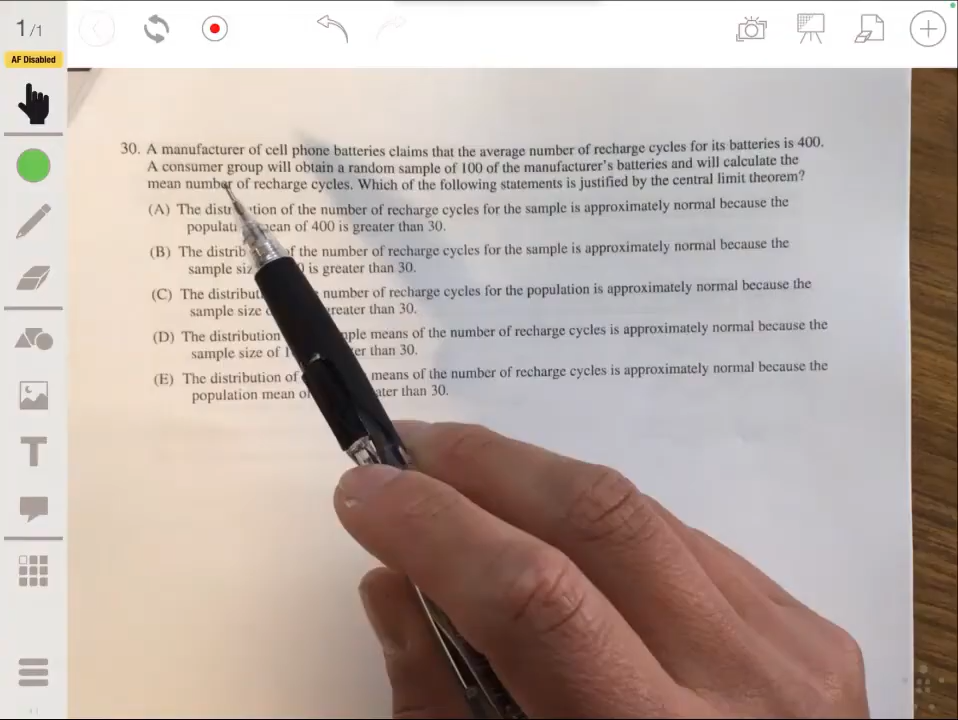 1/1
AF Disabled
T
30. A manufacturer of cell phone batteries claims that the average number of recharge cycles for its batteries is 400.
A consumer group will obtain a random sample of 100 of the manufacturer's batteries and will calculate the
mean number of recharge cycles. Which of the following statements is justified by the central limit theorem?
(A) The distr tion of the number of recharge cycles for the sample is approximately normal because the
populati mean of 400 is greater than 30.
(B) The distrib f the number of recharge cycles for the sample is approximately normal because the
sample siz 0 is greater than 30.
(C) The distribut number of recharge cycles for the population is approximately normal because the
sample size reater than 30.
(D) The distribution ple means of the number of recharge cycles is approximately normal because the
sample size of 1 er than 30.
(E) The distribution of means of the number of recharge cycles is approximately normal because the
population mean o ater than 30.